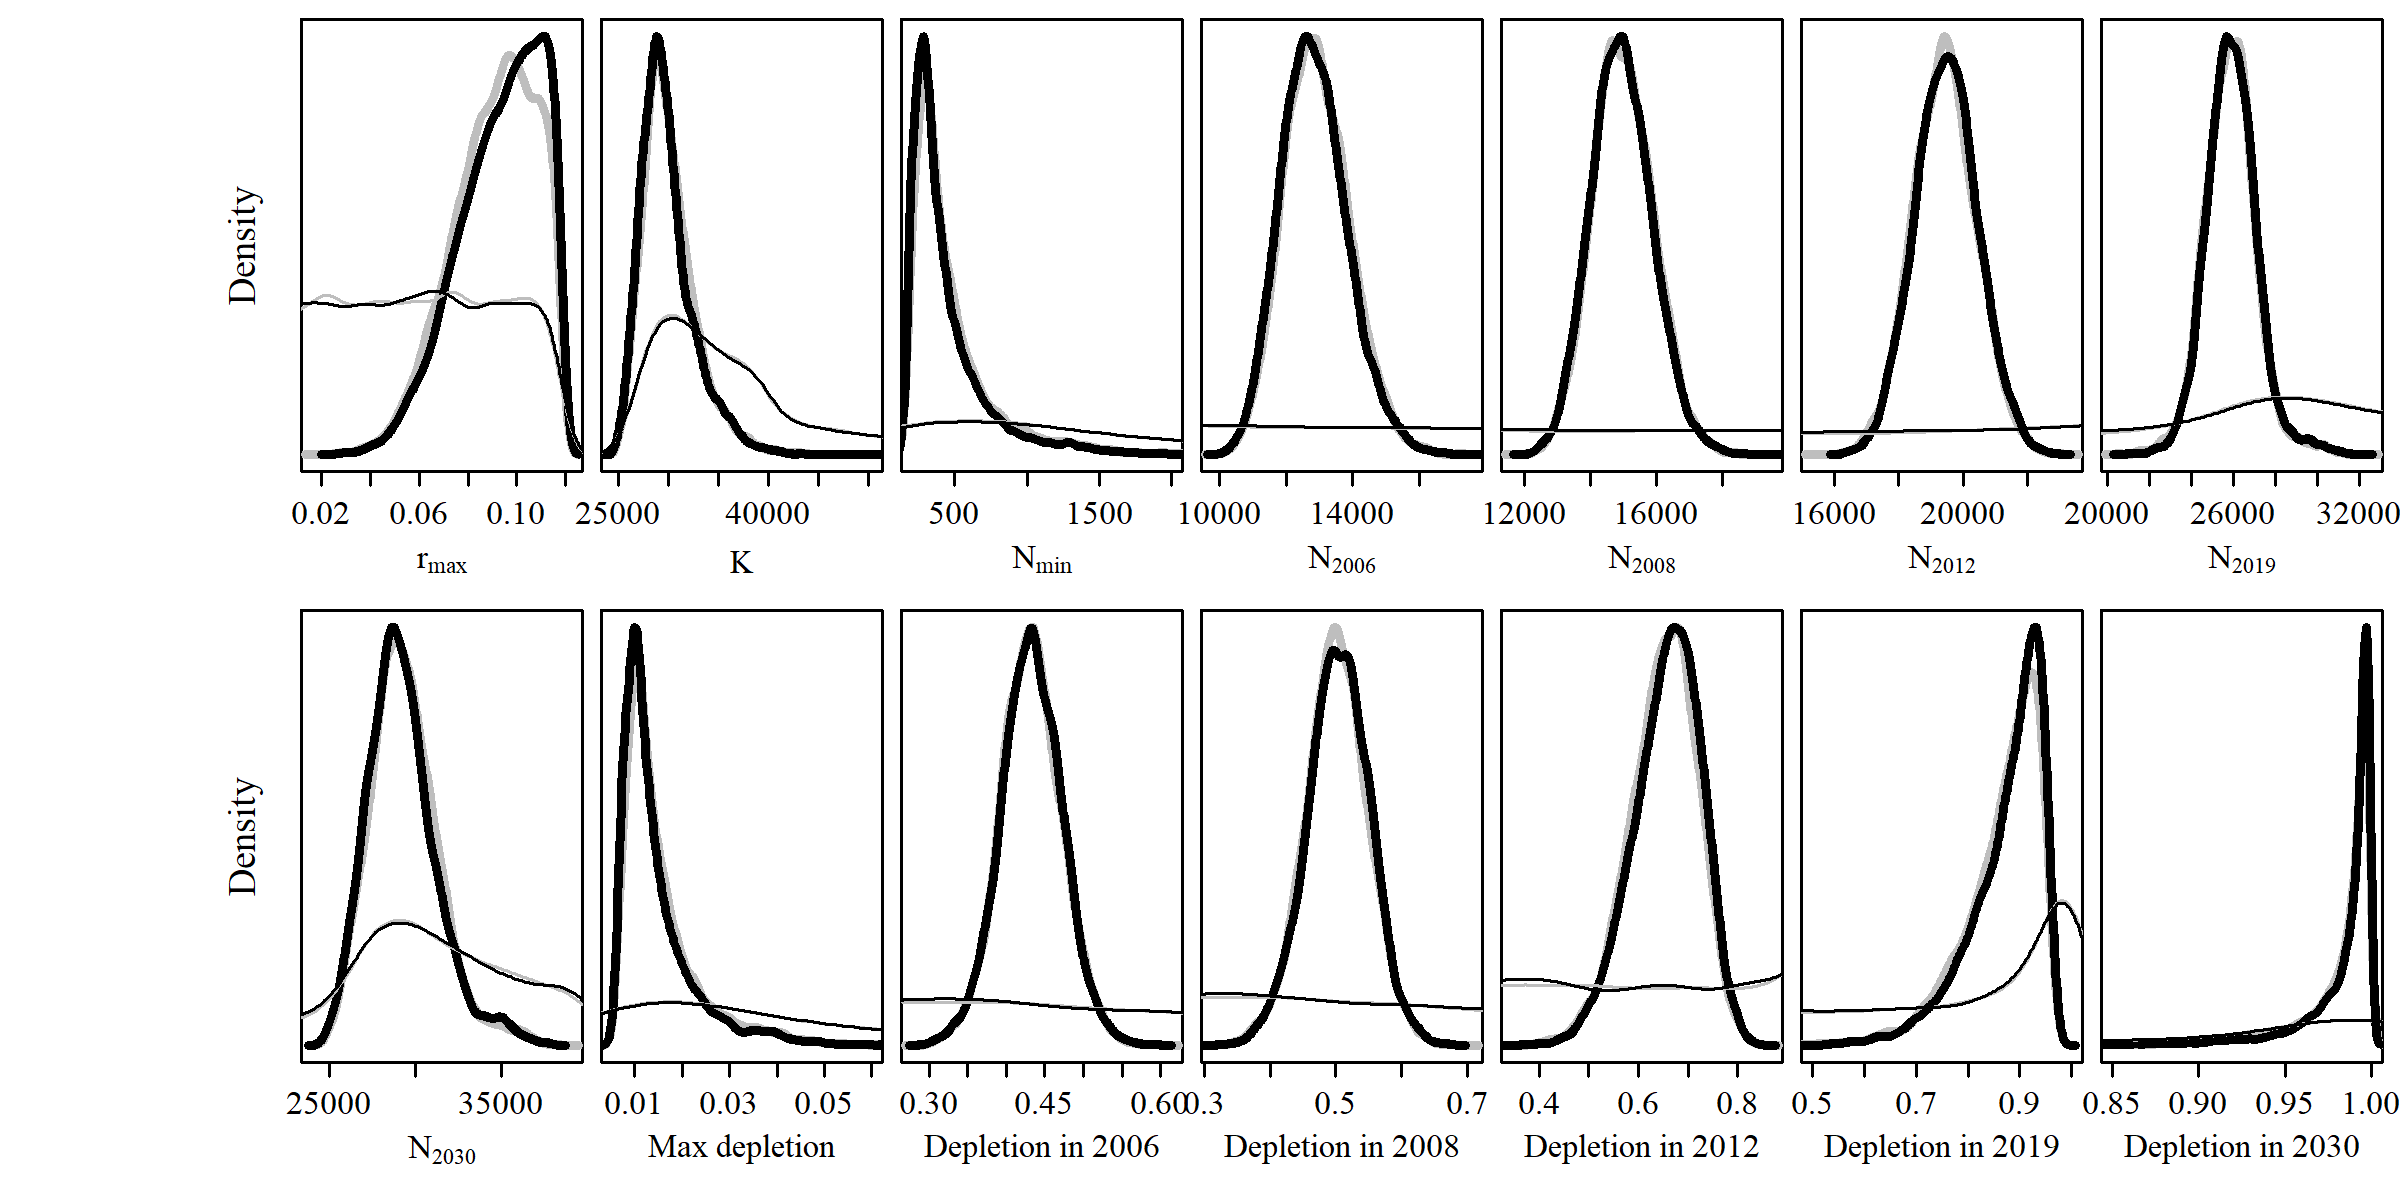 Density
0.02 0.06 0.10 25000 40000 500 1500 10000 14000 12000 16000 16000 20000 20000 26000 32000
rmax K Nmin N2006 N2008 N2012 N2019
Density
25000 35000 0.01 0.03 0.05 0.30 0.45 0.60 0.3 0.5 0.7 0.4 0.6 0.8 0.5 0.7 0.9 0.85 0.90 0.95 1.00
N2030 Max depletion Depletion in 2006 Depletion in 2008 Depletion in 2012 Depletion in 2019 Depletion in 2030